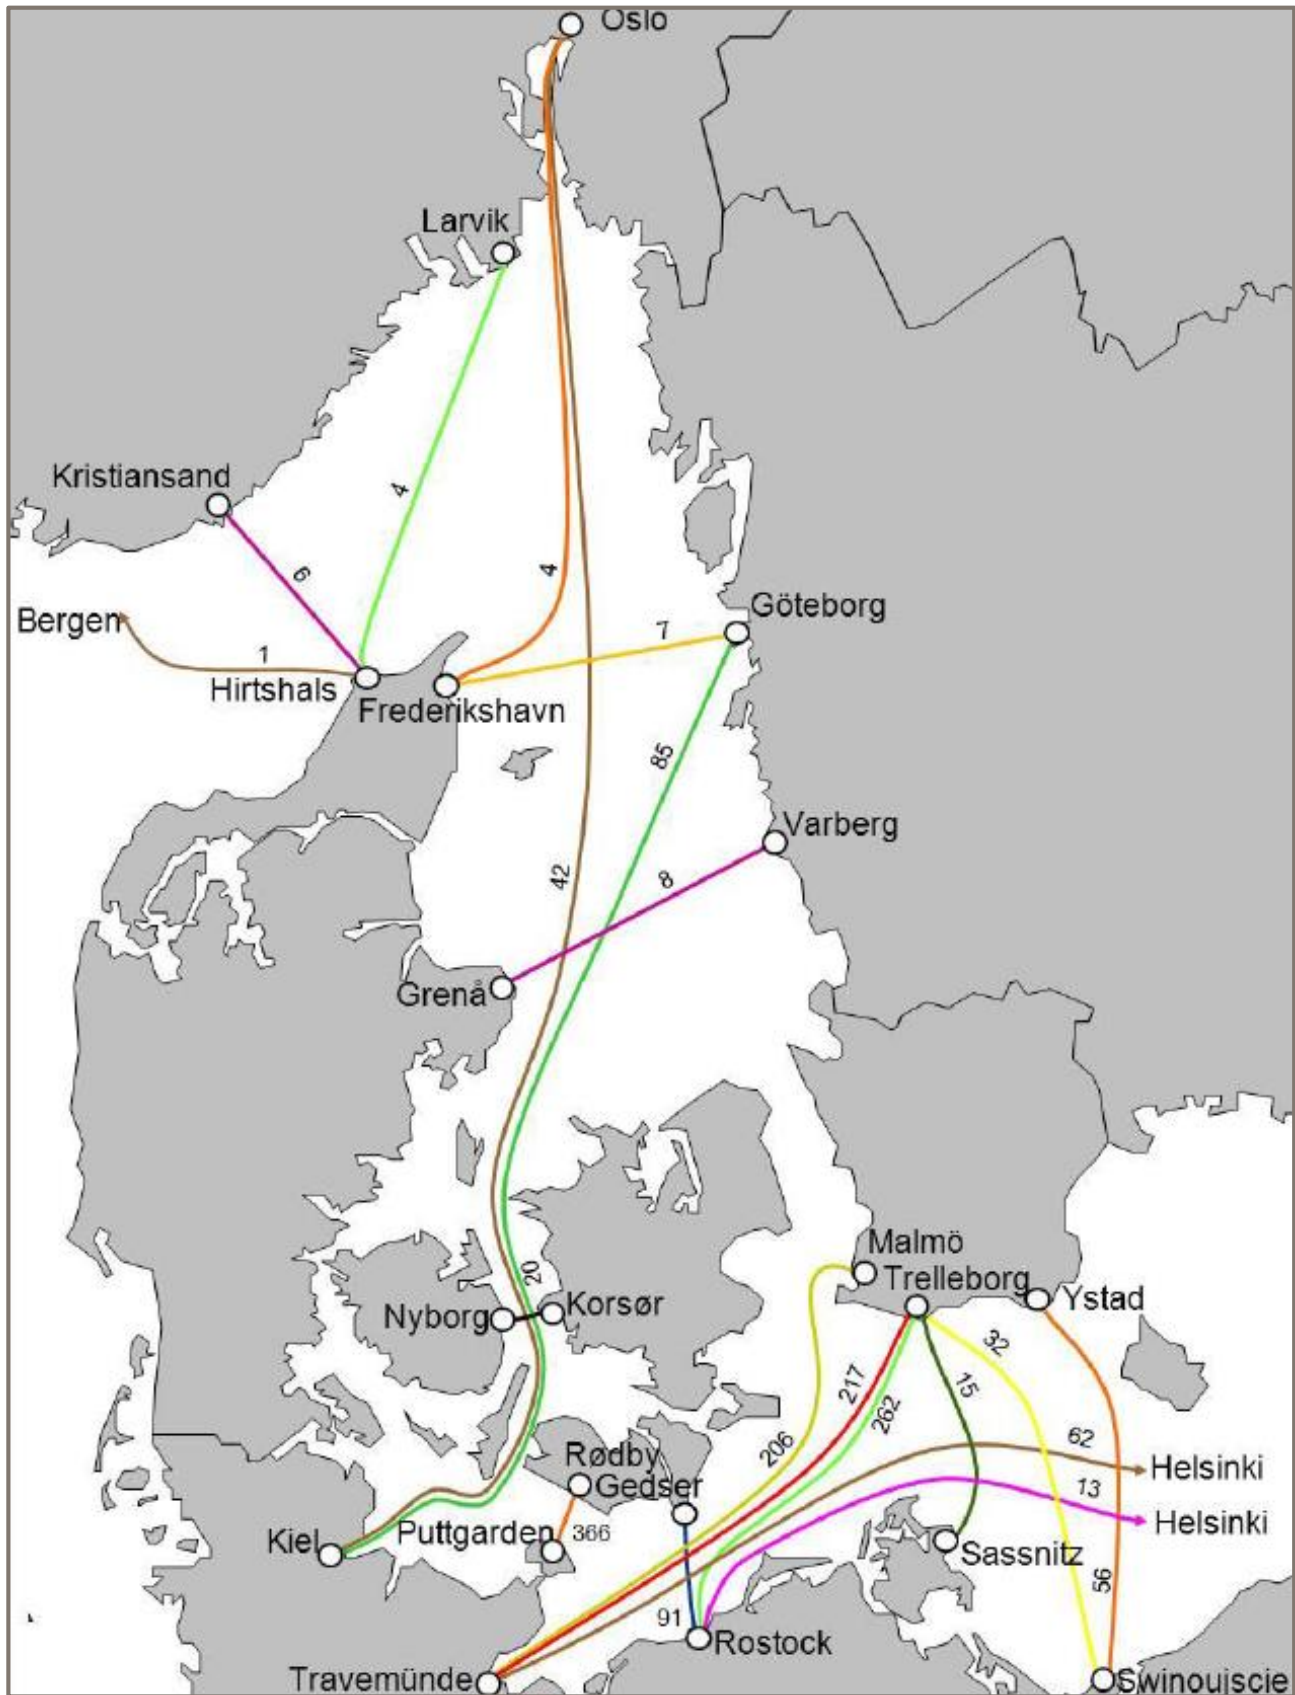 Oslo
Larvik
4
Kristiansand
6
4
Bergen
1
7
Göteborg
Hirtshals
Frederikshavn
85
Varberg
42
8
Grenå
Malmö
20
Trelleborg
Nyborg
Korsør
Ystad
32
15
217
262
206
62
Rødby
Helsinki
Gedser
13
Helsinki
Kiel
Puttgarden
366
Sassnitz
56
91
Rostock
Travemünde
Swinoujscie